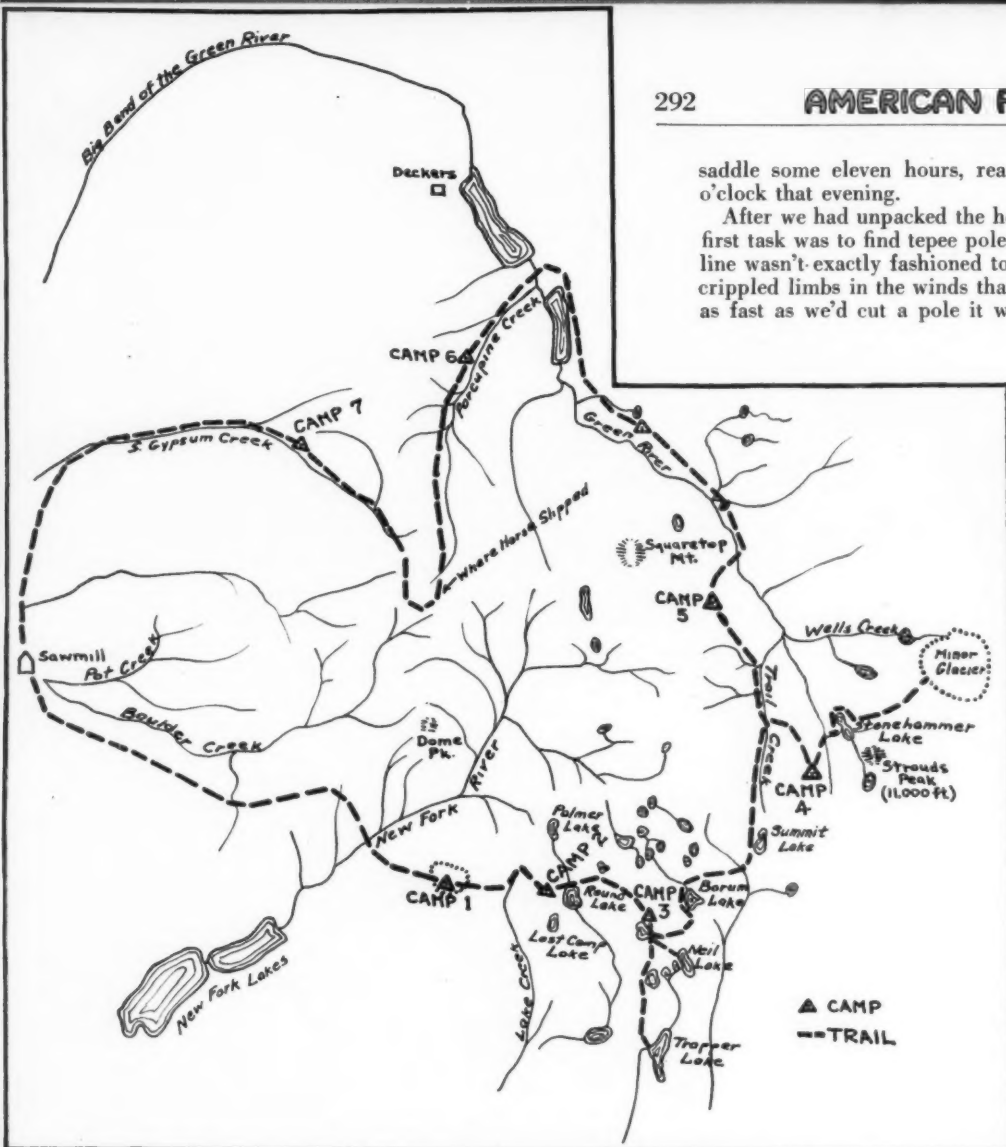 292 AMERICAN
saddle some eleven hours, rea
o'clock that evening.
After we had unpacked the h
first task was to find tepee pole
line wasn't exactly fashioned to
crippled limbs in the winds tha
as fast as we'd cut a pole it w
Big Bend of the Green River
Deckers
CAMP 6
Porcupine Creek
CAMP 7
S. Gypsum Creek
Green River
Where Horse Slipped
Squaretop
Mt.
CAMP
5
Wells Creek
Minor
Glacier
Sawmill
Pot Creek
Trail
Creek
Boulder
Creek
Stonehammer
Lake
Dome
Pk.
Strouds
Peak
(11,000 ft)
CAMP
4
New Fork
River
Palmer
Lake
CAMP 2
Summit
Lake
CAMP 1
Round
Lake
CAMP
3
Barum
Lake
Lost Camp
Lake
Neil
Lake
New Fork Lakes
Lake Creek
CAMP
TRAIL
Trapper
Lake